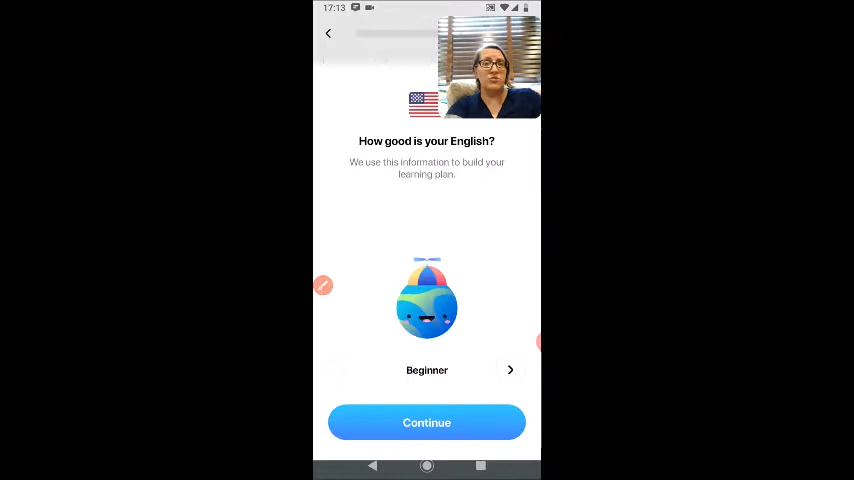 17:13
How good is your English?
We use this information to build your
learning plan.
Beginner
Continue